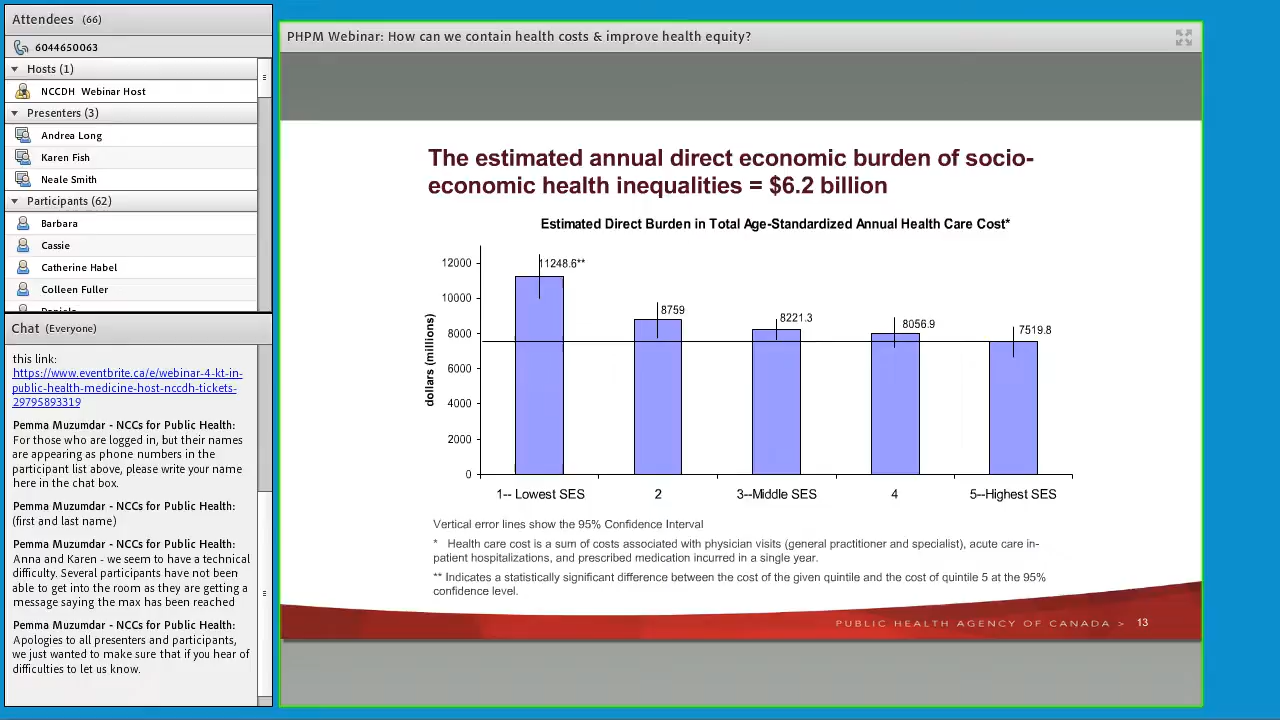 Attendees (66)
6044650063
Hosts (1)
NCCDH Webinar Host
Presenters (3)
Andrea Long
Karen Fish
Neale Smith
Participants (62)
Barbara
Cassie
Catherine Habel
Colleen Fuller
Chat (Everyone)
this link:
https://www.eventbrite.ca/e/webinar-4-kt-in-
public-health-medicine-host-nccdh-tickets-
29795893319
Pemma Muzumdar - NCCs for Public Health:
For those who are logged in, but their names
are appearing as phone numbers in the
participant list above, please write your name
here in the chat box.
Pemma Muzumdar - NCCs for Public Health:
(first and last name)
Pemma Muzumdar - NCCs for Public Health:
Anna and Karen - we seem to have a technical
difficulty. Several participants have not been
able to get into the room as they are getting a
message saying the max has been reached
Pemma Muzumdar - NCCs for Public Health:
Apologies to all presenters and participants,
we just wanted to make sure that if you hear of
difficulties to let us know.
PHPM Webinar: How can we contain health costs & improve health equity?
The estimated annual direct economic burden of socio-
economic health inequalities = $6.2 billion
Estimated Direct Burden in Total Age-Standardized Annual Health Care Cost*
dollars (millions)
12000
10000
8000
6000
4000
2000
0
11248.6**
8759
8221.3
8056.9
7519.8
1-- Lowest SES
2
3--Middle SES
4
5--Highest SES
Vertical error lines show the 95% Confidence Interval
* Health care cost is a sum of costs associated with physician visits (general practitioner and specialist), acute care in-
patient hospitalizations, and prescribed medication incurred in a single year.
** Indicates a statistically significant difference between the cost of the given quintile and the cost of quintile 5 at the 95%
confidence level.
PUBLIC HEALTH AGENCY OF CANADA > 13